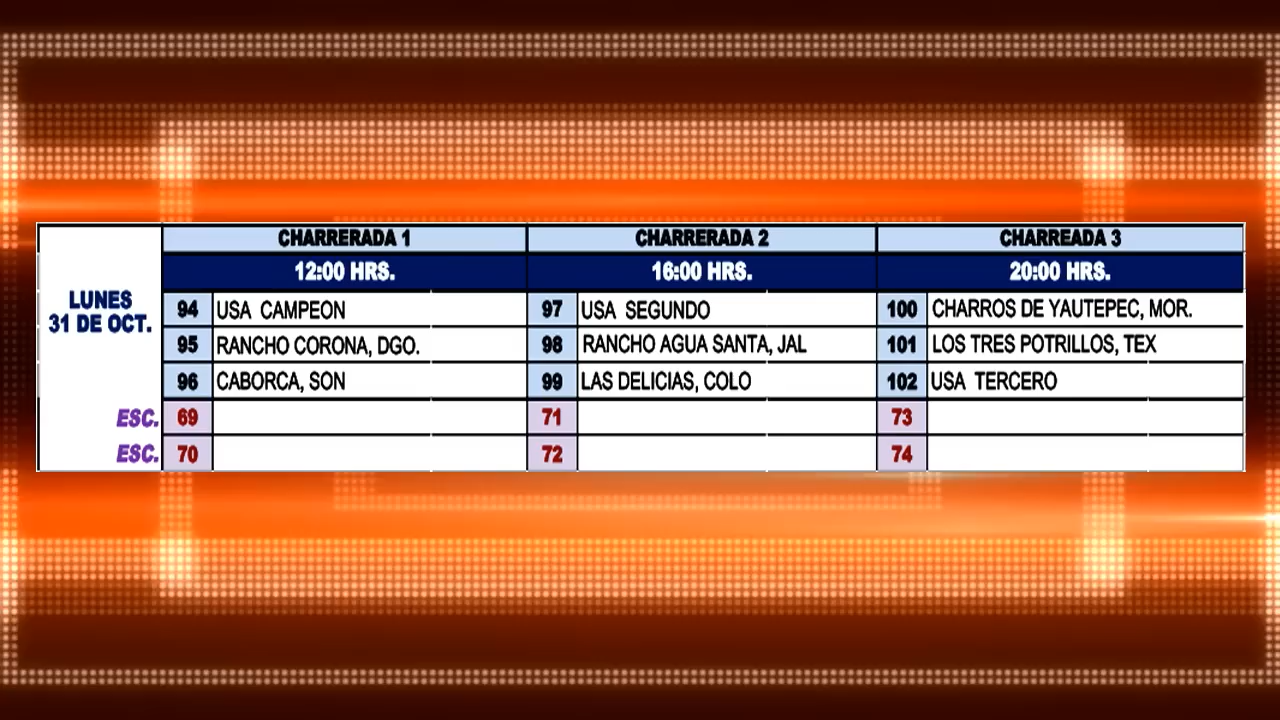 CHARRERADA 1 CHARRERADA 2 CHARREADA 3
12:00 HRS. 16:00 HRS. 20:00 HRS.
LUNES
31 DE OCT.
94 USA CAMPEON 97 USA SEGUNDO 100 CHARROS DE YAUTEPEC, MOR.
95 RANCHO CORONA, DGO. 98 RANCHO AGUA SANTA, JAL 101 LOS TRES POTRILLOS, TEX
96 CABORCA, SON 99 LAS DELICIAS, COLO 102 USA TERCERO
ESC. 69 71 73
ESC. 70 72 74